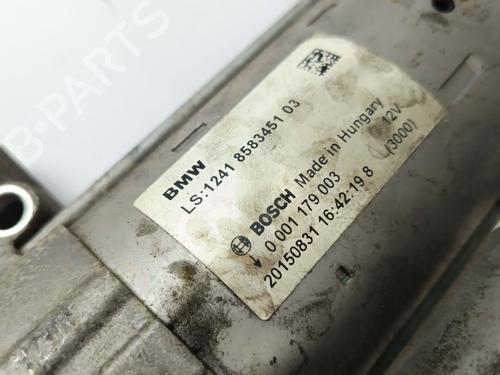 BMW
LS:1241 8583451 03
BOSCH Made in Hungary
0 001 179 003 12V
20150831 16:42:19 8 (3000)
B-PARTS